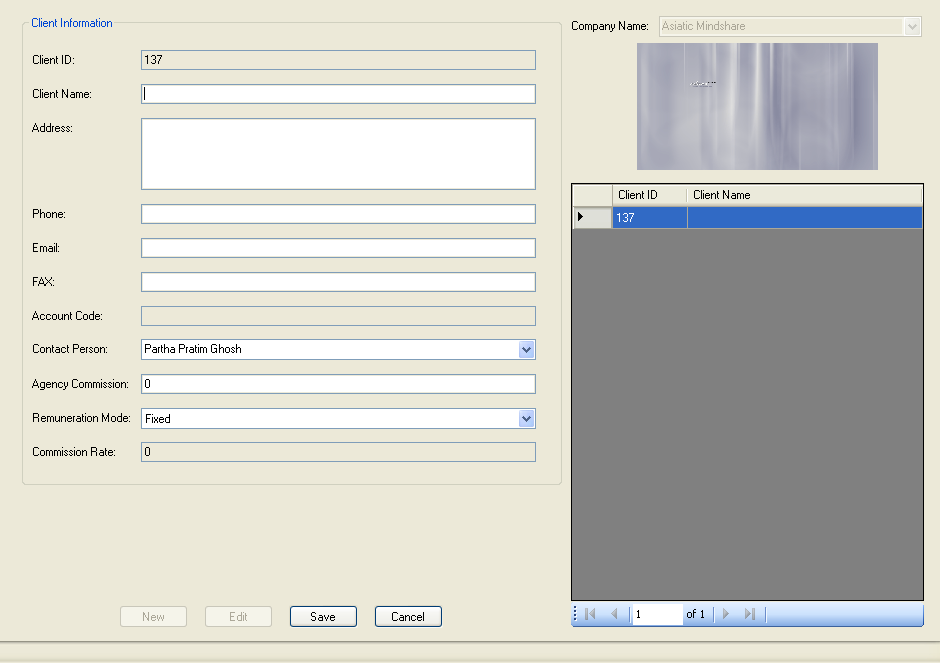 Client Information
Client ID: 137
Client Name:
Address:
Phone:
Email:
FAX:
Account Code:
Contact Person: Partha Pratim Ghosh
Agency Commission: 0
Remuneration Mode: Fixed
Commission Rate: 0
New Edit Save Cancel
Company Name: Asiatic Mindshare
Client ID Client Name
137
1 of 1